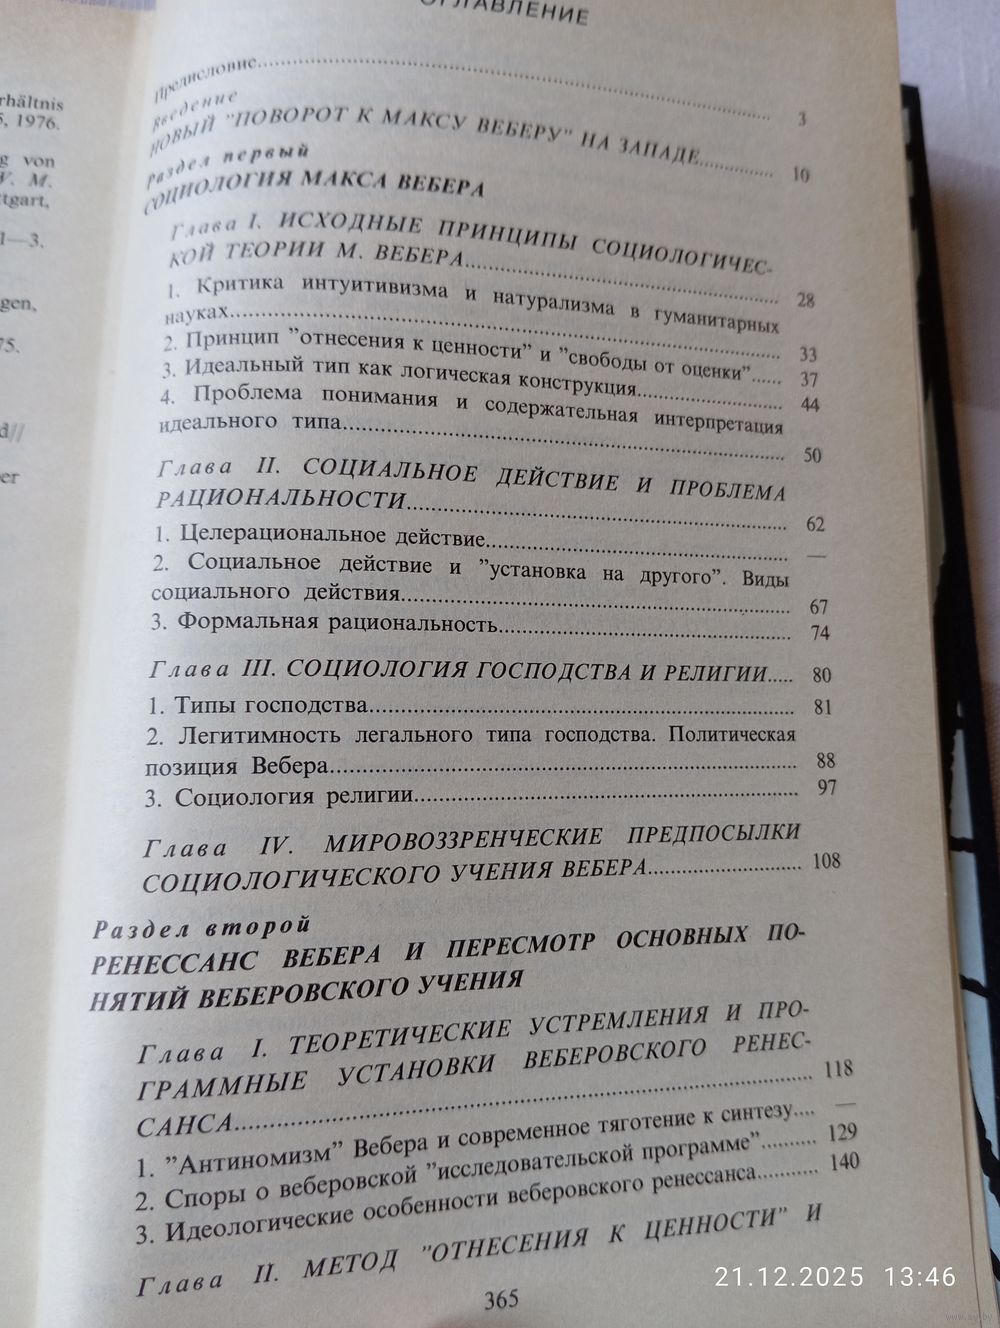 ОГЛАВЛЕНИЕ
Предисловие 3
Введение
НОВЫЙ "ПОВОРОТ К МАКСУ ВЕБЕРУ" НА ЗАПАДЕ 10
Раздел первый
СОЦИОЛОГИЯ МАКСА ВЕБЕРА
Глава I. ИСХОДНЫЕ ПРИНЦИПЫ СОЦИОЛОГИЧЕС-
КОЙ ТЕОРИИ М. ВЕБЕРА 28
1. Критика интуитивизма и натурализма в гуманитарных
науках 33
2. Принцип "отнесения к ценности" и "свободы от оценки" 37
3. Идеальный тип как логическая конструкция 44
4. Проблема понимания и содержательная интерпретация
идеального типа 50
Глава II. СОЦИАЛЬНОЕ ДЕЙСТВИЕ И ПРОБЛЕМА
РАЦИОНАЛЬНОСТИ 62
1. Целерациональное действие —
2. Социальное действие и "установка на другого". Виды
социального действия 67
3. Формальная рациональность 74
Глава III. СОЦИОЛОГИЯ ГОСПОДСТВА И РЕЛИГИИ 80
1. Типы господства 81
2. Легитимность легального типа господства. Политическая
позиция Вебера 88
3. Социология религии 97
Глава IV. МИРОВОЗЗРЕНЧЕСКИЕ ПРЕДПОСЫЛКИ
СОЦИОЛОГИЧЕСКОГО УЧЕНИЯ ВЕБЕРА 108
Раздел второй
РЕНЕССАНС ВЕБЕРА И ПЕРЕСМОТР ОСНОВНЫХ ПО-
НЯТИЙ ВЕБЕРОВСКОГО УЧЕНИЯ
Глава I. ТЕОРЕТИЧЕСКИЕ УСТРЕМЛЕНИЯ И ПРО-
ГРАММНЫЕ УСТАНОВКИ ВЕБЕРОВСКОГО РЕНЕС-
САНСА 118
1. "Антиномизм" Вебера и современное тяготение к синтезу —
2. Споры о веберовской "исследовательской программе" 129
3. Идеологические особенности веберовского ренессанса 140
Глава II. МЕТОД "ОТНЕСЕНИЯ К ЦЕННОСТИ" И
365
21.12.2025 13:46
rhältnis
1976.
von
M.
1—3.